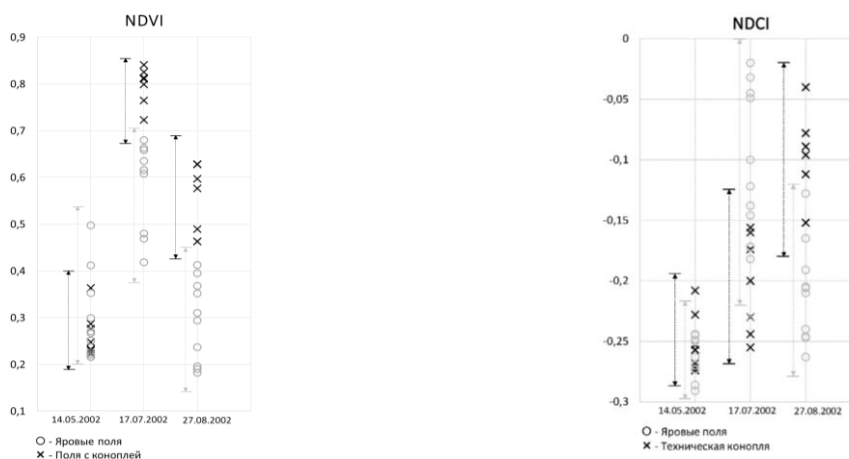 NDVI
0,9
0,8
0,7
0,6
0,5
0,4
0,3
0,2
0,1
14.05.2002 17.07.2002 27.08.2002
- Яровые поля
- Поля с коноплей
NDCI
0
-0,05
-0,1
-0,15
-0,2
-0,25
-0,3
14.05.2002 17.07.2002 27.08.2002
- Яровые поля
- Техническая конопля